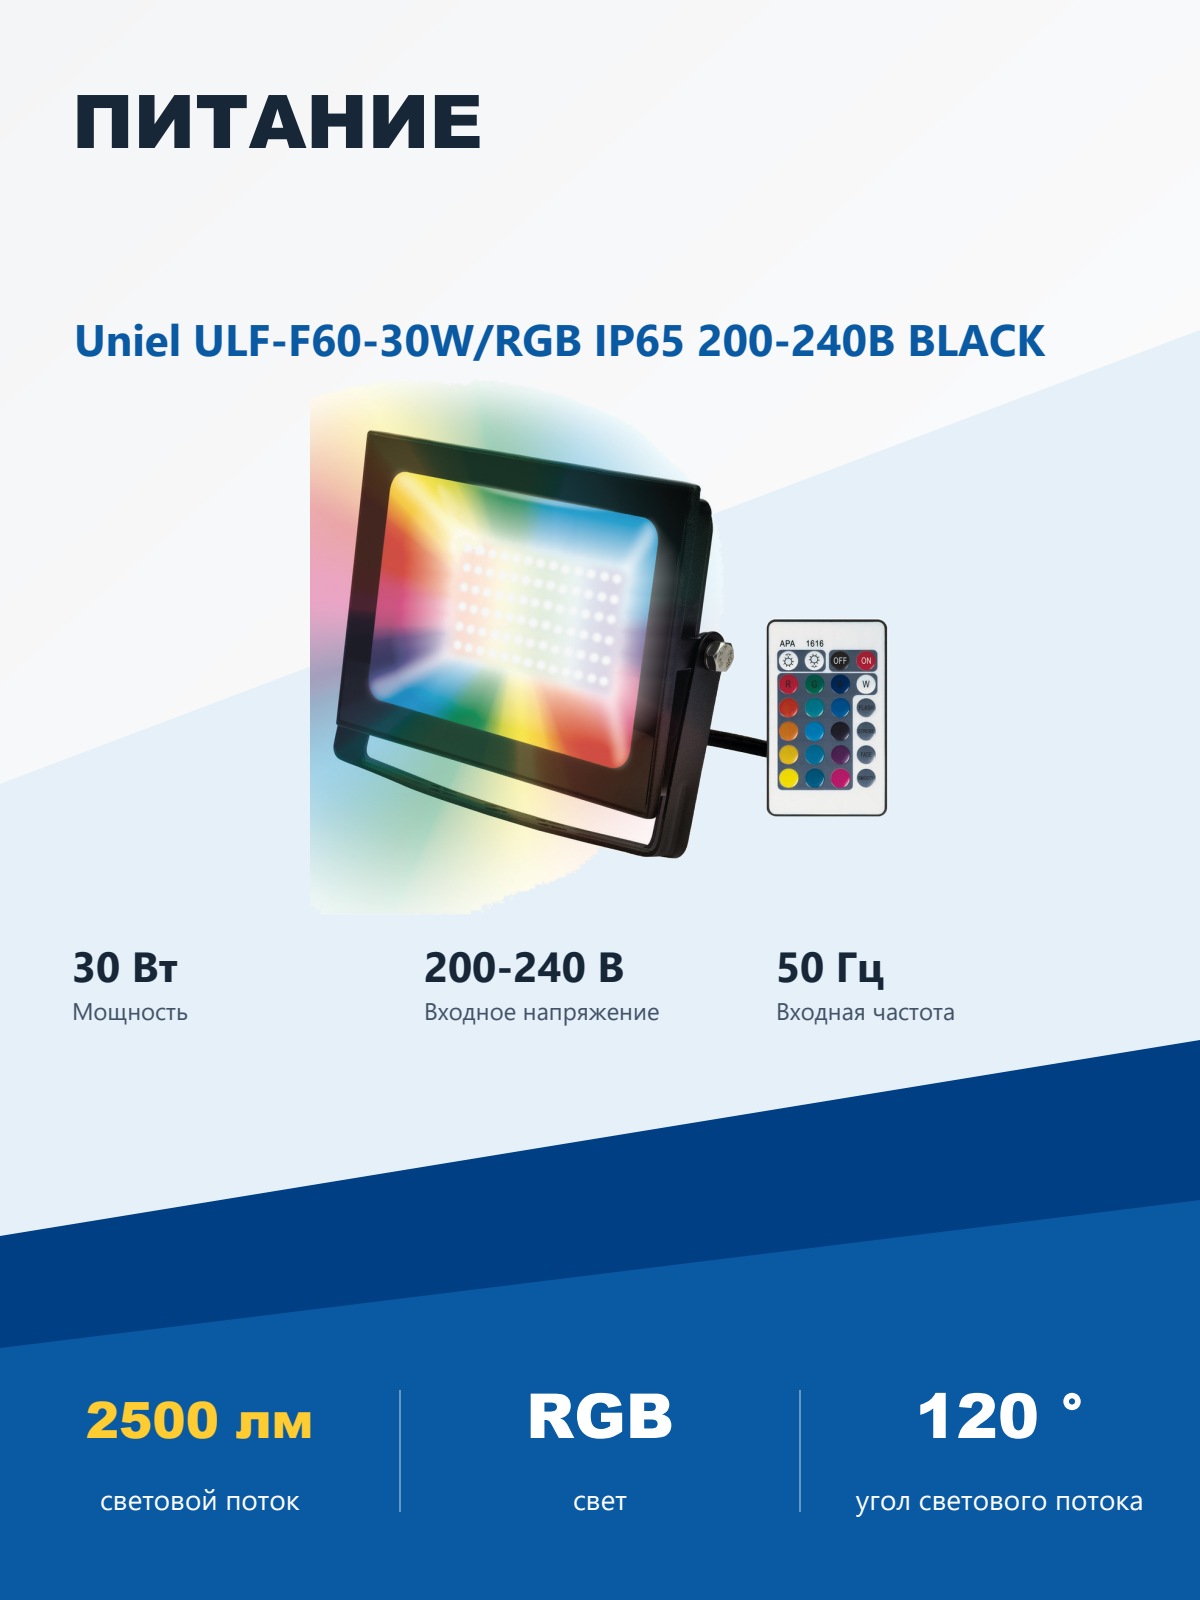 ПИТАНИЕ
Uniel ULF-F60-30W/RGB IP65 200-240В BLACK
APA 1616
OFF ON
R G W
30 Вт
Мощность
200-240 В
Входное напряжение
50 Гц
Входная частота
2500 лм
световой поток
RGB
свет
120 °
угол светового потока